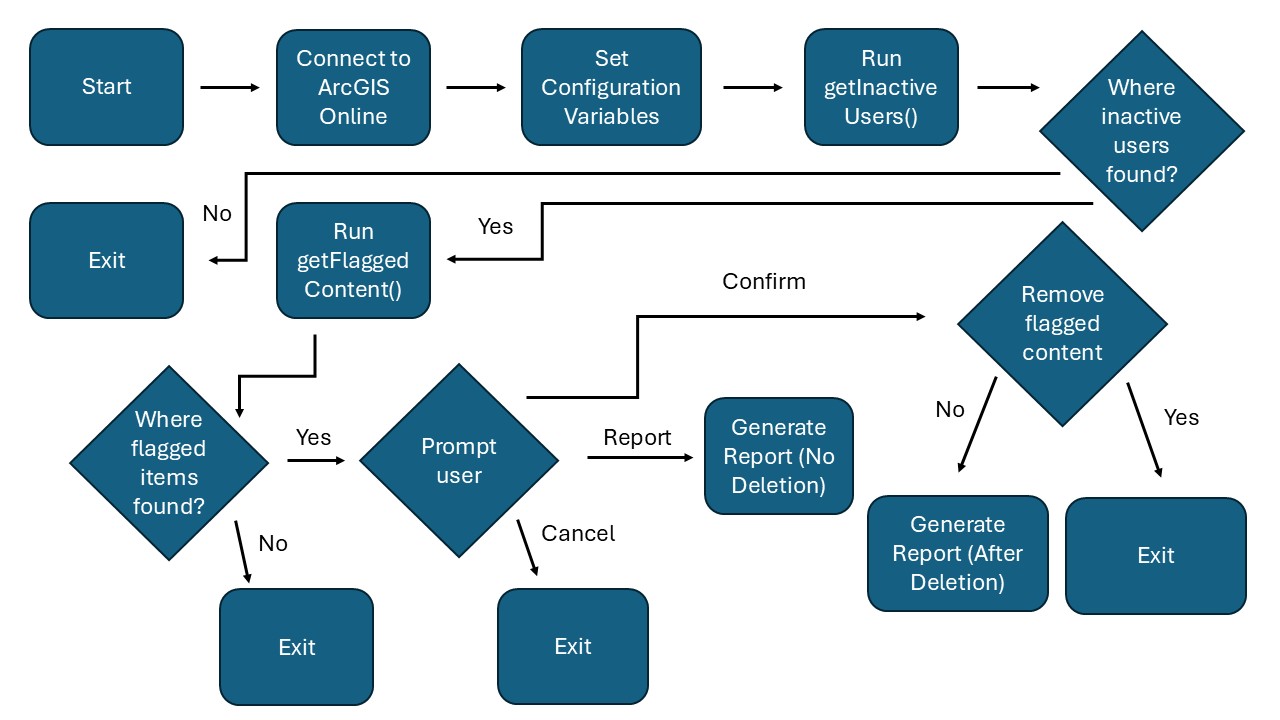 Start
Connect to
ArcGIS
Online
Set
Configuration
Variables
Run
getInactive
Users()
Where
inactive
users
found?
No
Yes
Exit
Run
getFlagged
Content()
Confirm
Remove
flagged
content
Where
flagged
items
found?
Yes
Prompt
user
Report
Generate
Report (No
Deletion)
No
Yes
No
Cancel
Generate
Report (After
Deletion)
Exit
Exit
Exit